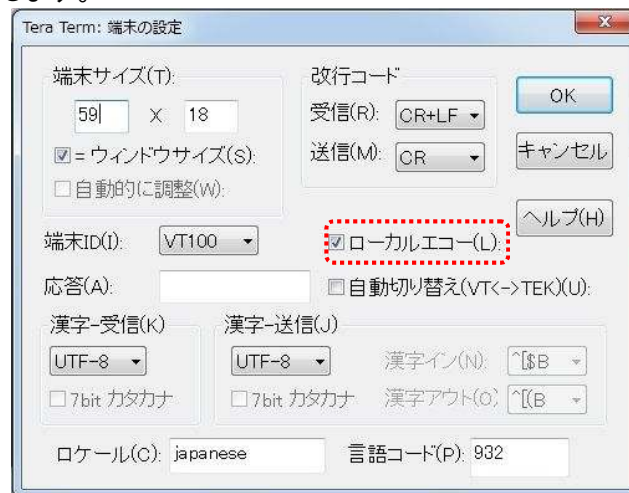 します。
Tera Term: 端末の設定
端末サイズ(T):
59 X 18
= ウィンドウサイズ(S):
自動的に調整(W):
改行コード
受信(R): CR+LF
送信(M): CR
OK
キャンセル
ヘルプ(H)
端末ID(I): VT100
ローカルエコー(L):
応答(A):
自動切り替え(VT<->TEK)(U):
漢字-受信(K)
UTF-8
7bit カタカナ
漢字-送信(J)
UTF-8
7bit カタカナ
漢字イン(N): ^[$B
漢字アウト(O): ^[(B
ロケール(C): japanese
言語コード(P): 932